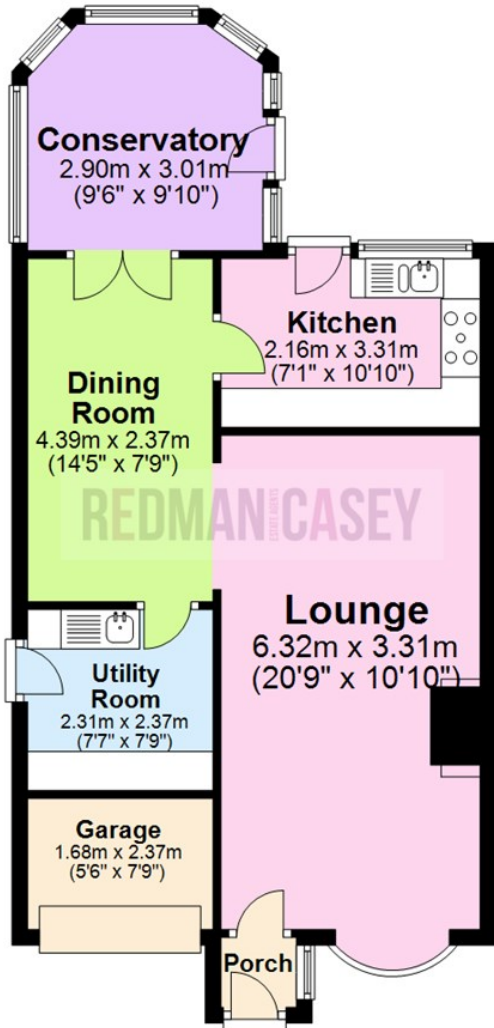 Conservatory
2.90m x 3.01m
(9'6" x 9'10")
Kitchen
2.16m x 3.31m
(7'1" x 10'10")
Dining
Room
4.39m x 2.37m
(14'5" x 7'9")
REDMAN CASEY
ESTATE AGENTS
Lounge
6.32m x 3.31m
(20'9" x 10'10")
Utility
Room
2.31m x 2.37m
(7'7" x 7'9")
Garage
1.68m x 2.37m
(5'6" x 7'9")
Porch